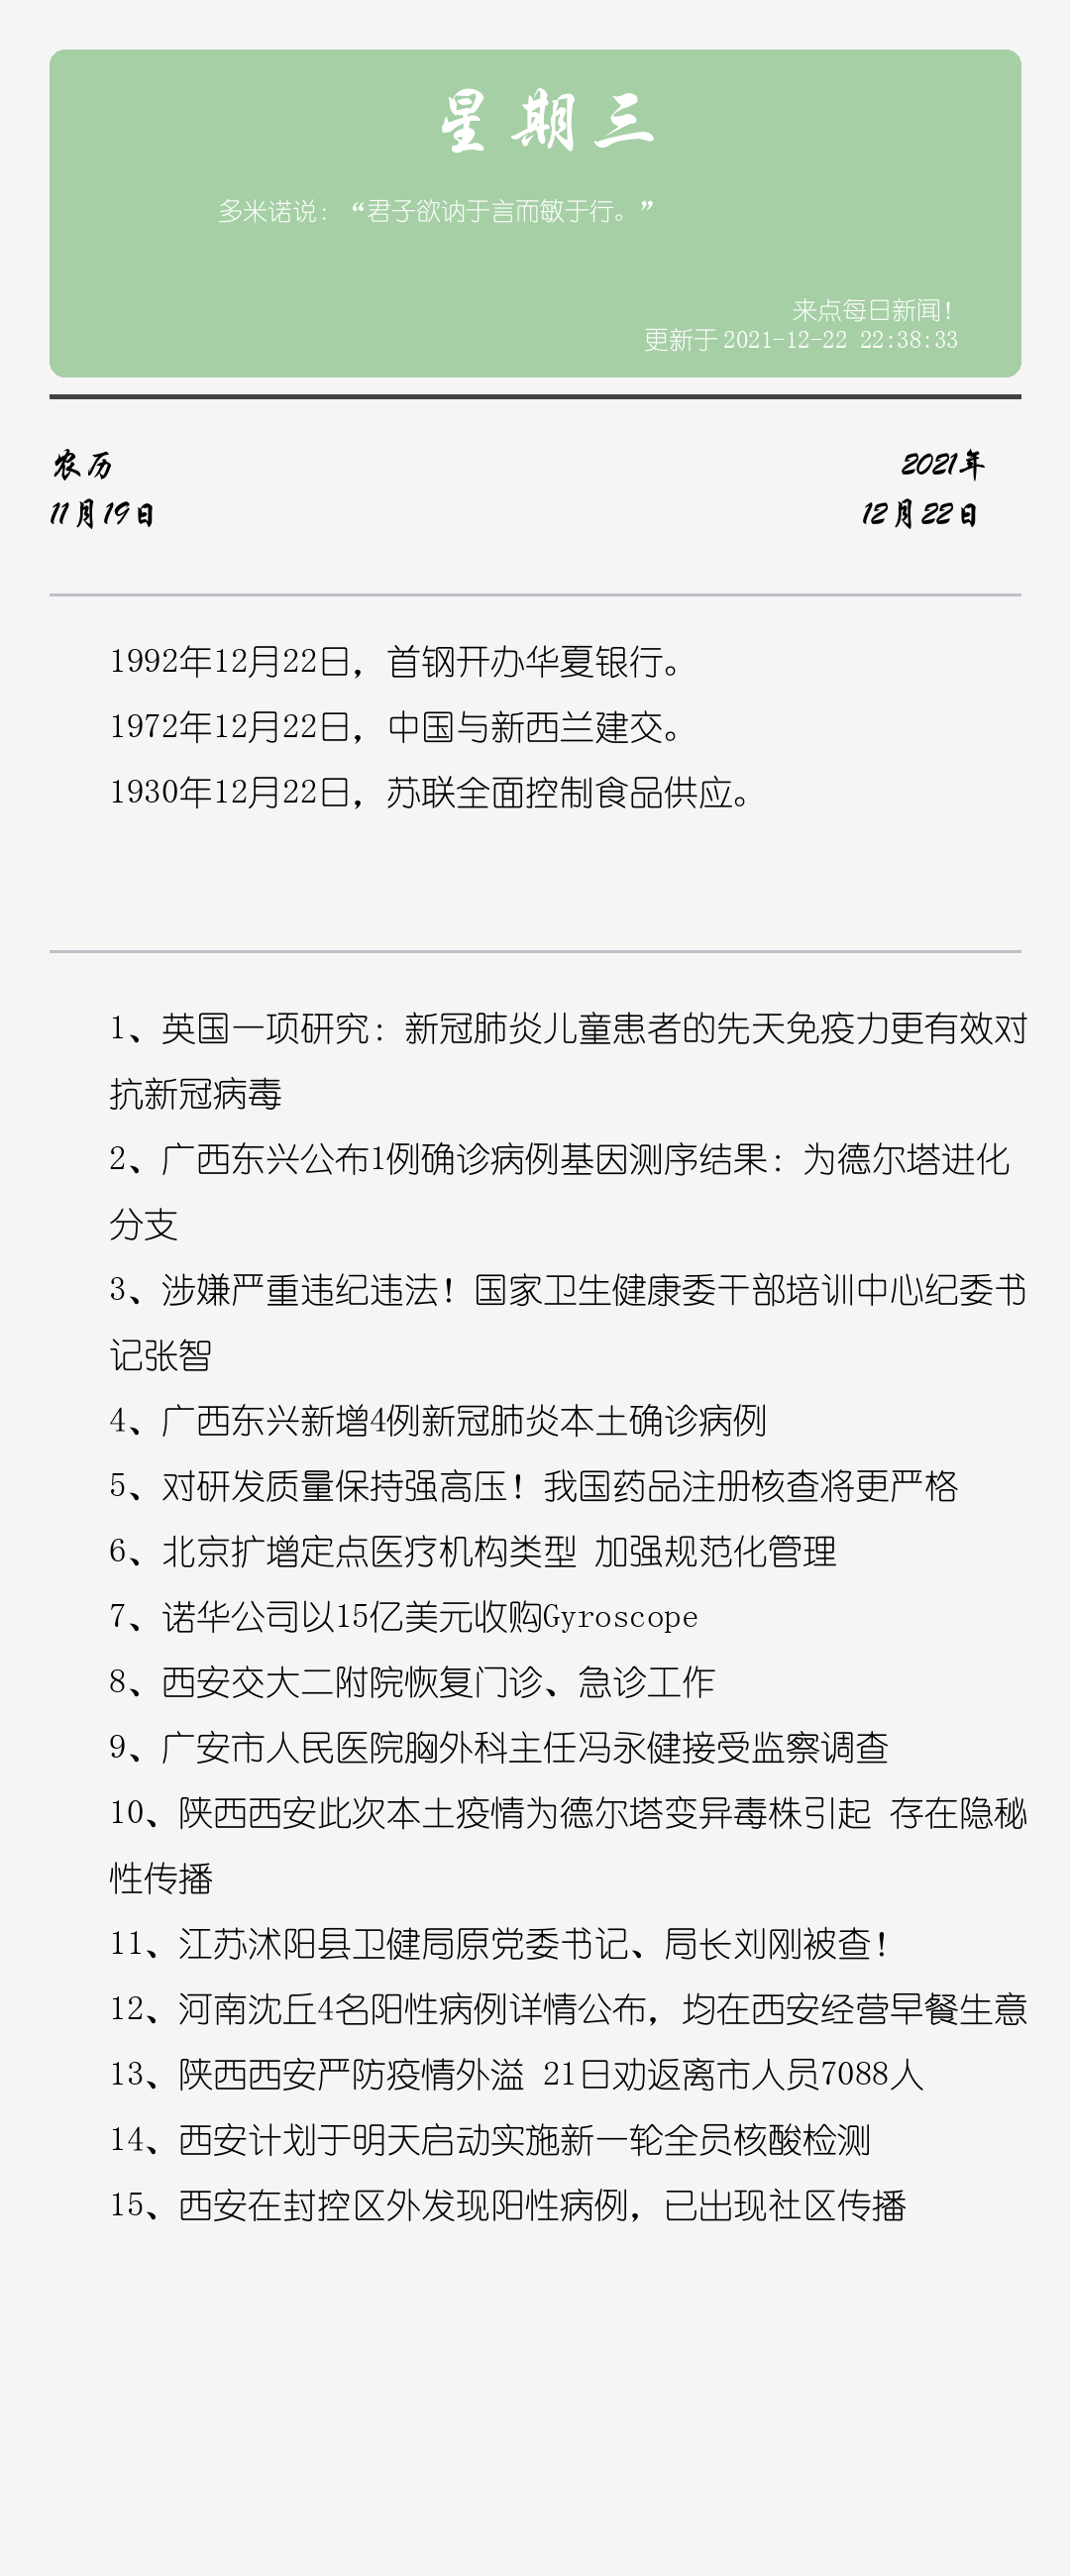 星期三
多米诺说：“君子欲讷于言而敏于行。”
来点每日新闻！
更新于 2021-12-22 22:38:33
农历
2021年
11月19日
12月22日
1992年12月22日，首钢开办华夏银行。
1972年12月22日，中国与新西兰建交。
1930年12月22日，苏联全面控制食品供应。
1、英国一项研究：新冠肺炎儿童患者的先天免疫力更有效对
抗新冠病毒
2、广西东兴公布1例确诊病例基因测序结果：为德尔塔进化
分支
3、涉嫌严重违纪违法！国家卫生健康委干部培训中心纪委书
记张智
4、广西东兴新增4例新冠肺炎本土确诊病例
5、对研发质量保持强高压！我国药品注册核查将更严格
6、北京扩增定点医疗机构类型 加强规范化管理
7、诺华公司以15亿美元收购Gyroscope
8、西安交大二附院恢复门诊、急诊工作
9、广安市人民医院胸外科主任冯永健接受监察调查
10、陕西西安此次本土疫情为德尔塔变异毒株引起 存在隐秘
性传播
11、江苏沭阳县卫健局原党委书记、局长刘刚被查！
12、河南沈丘4名阳性病例详情公布，均在西安经营早餐生意
13、陕西西安严防疫情外溢 21日劝返离市人员7088人
14、西安计划于明天启动实施新一轮全员核酸检测
15、西安在封控区外发现阳性病例，已出现社区传播